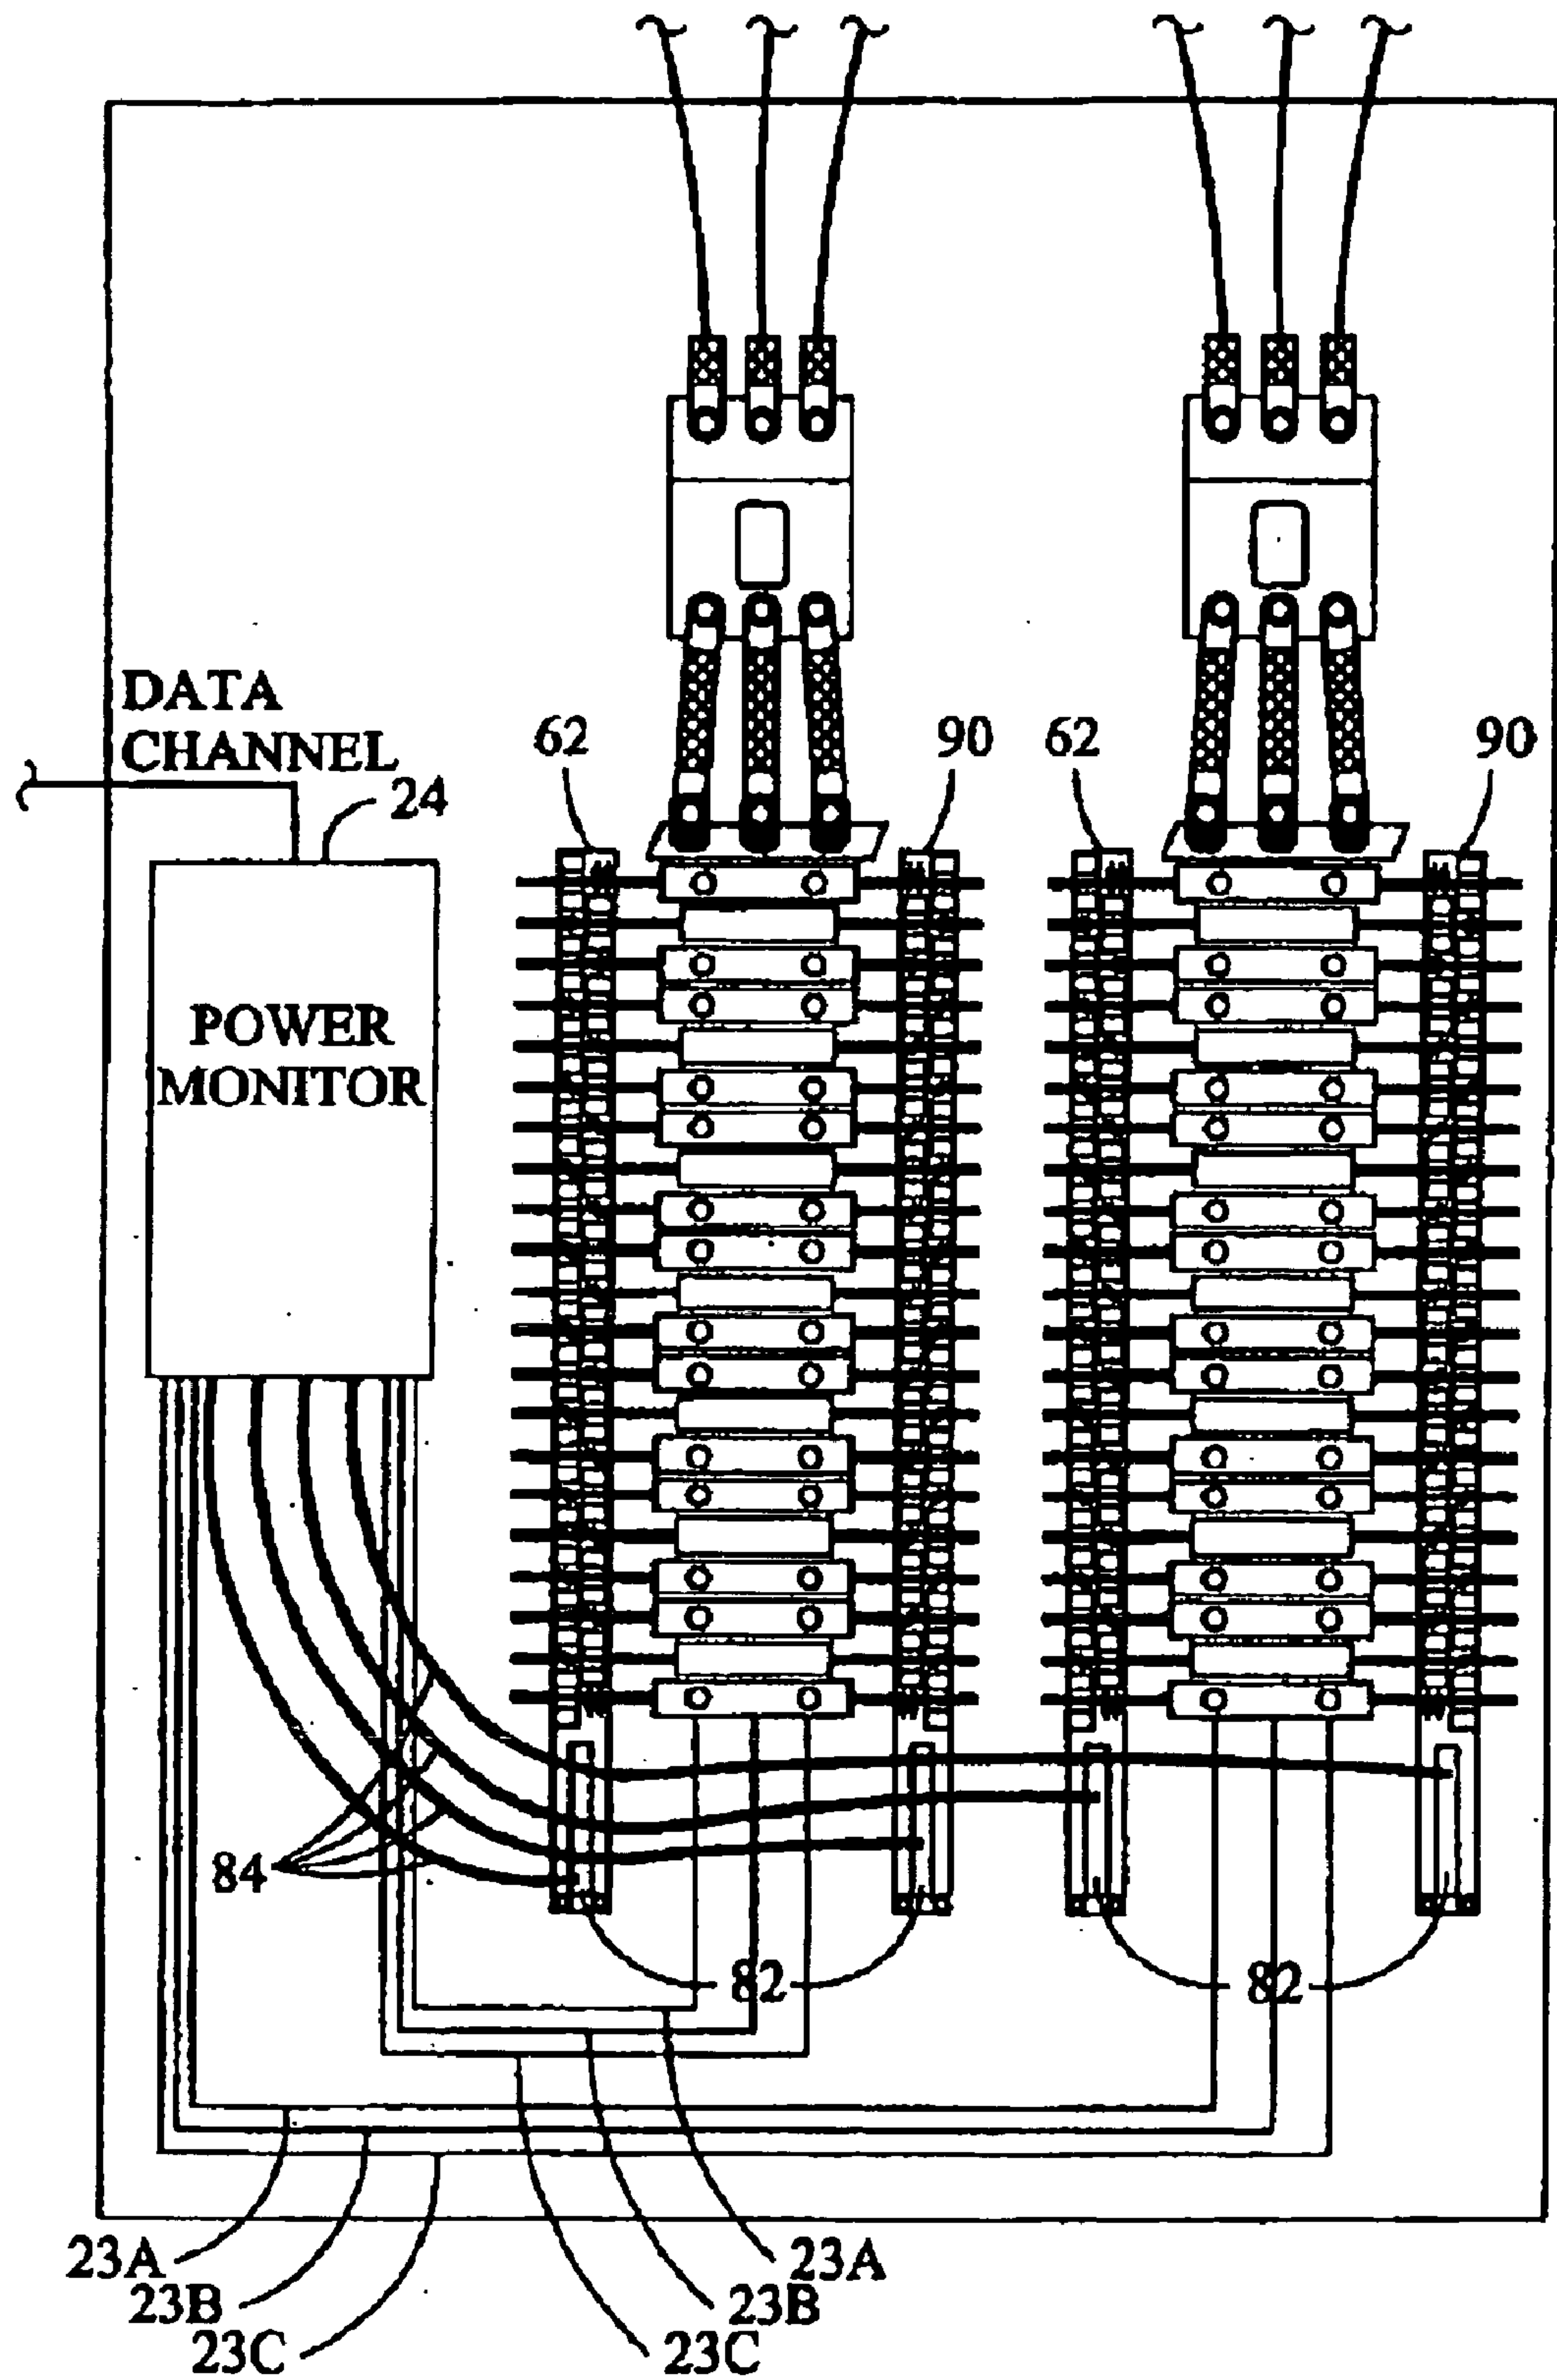 DATA
CHANNEL
24
62
90
62
90
POWER
MONITOR
84
82
82
23A
23B
23C
23A
23B
23C